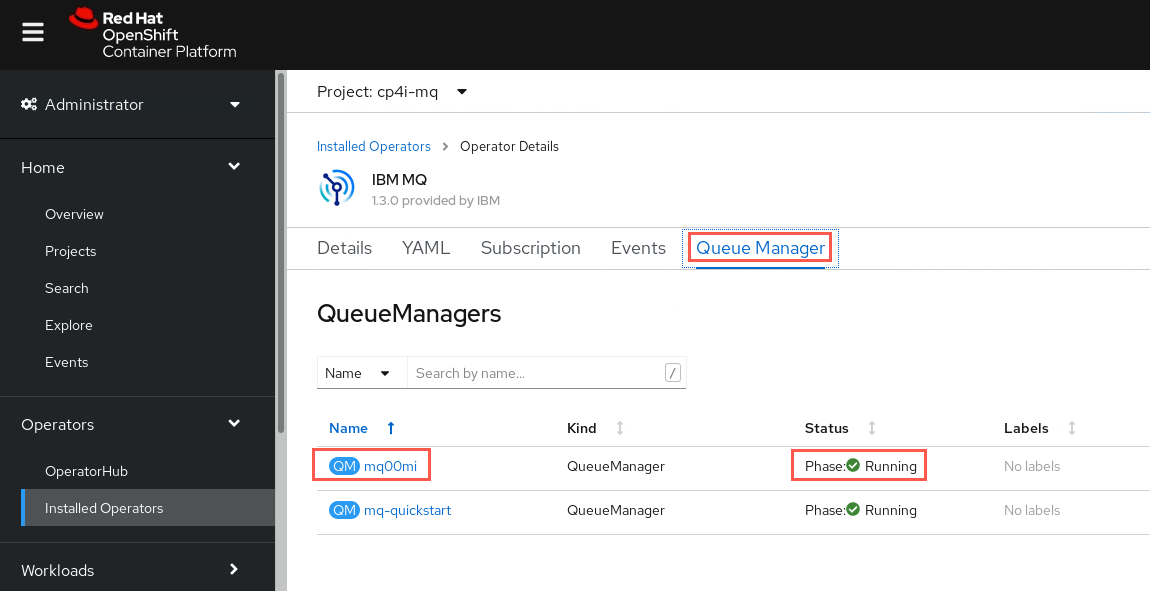 Red Hat
OpenShift
Container Platform
Administrator
Home
Overview
Projects
Search
Explore
Events
Operators
OperatorHub
Installed Operators
Workloads
Project: cp4i-mq
Installed Operators > Operator Details
IBM MQ
1.3.0 provided by IBM
Details YAML Subscription Events Queue Manager
QueueManagers
Name Search by name... /
Name Kind Status Labels
QM mq00mi QueueManager Phase: Running No labels
QM mq-quickstart QueueManager Phase: Running No labels